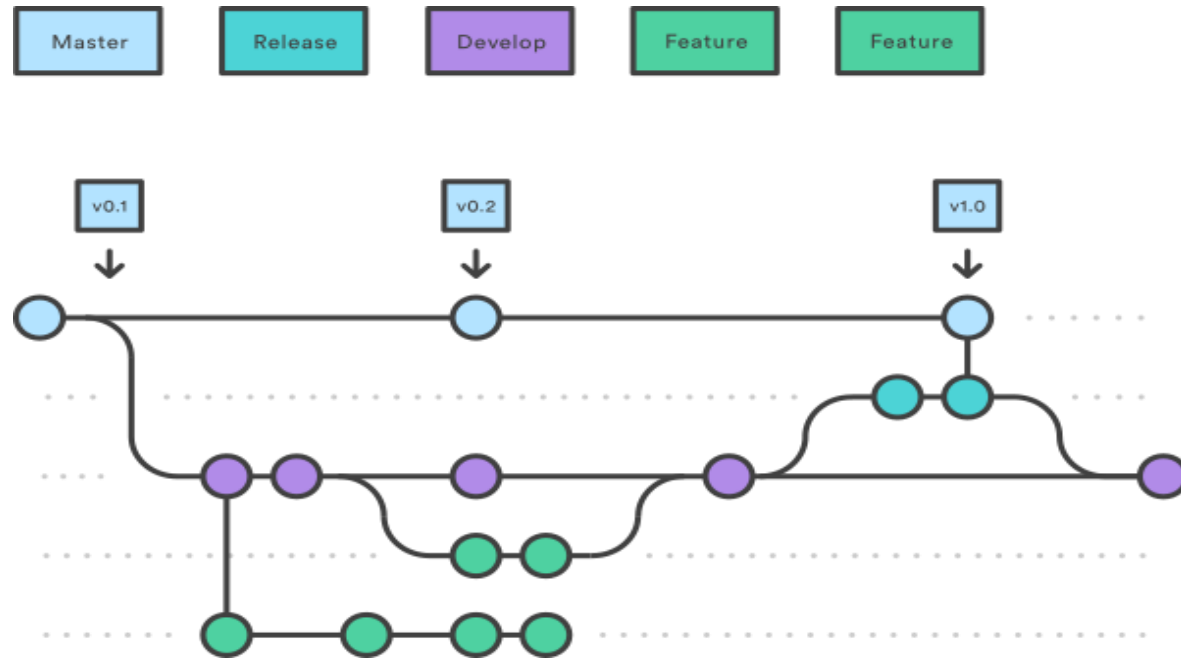 Master
Release
Develop
Feature
Feature
v0.1
v0.2
v1.0